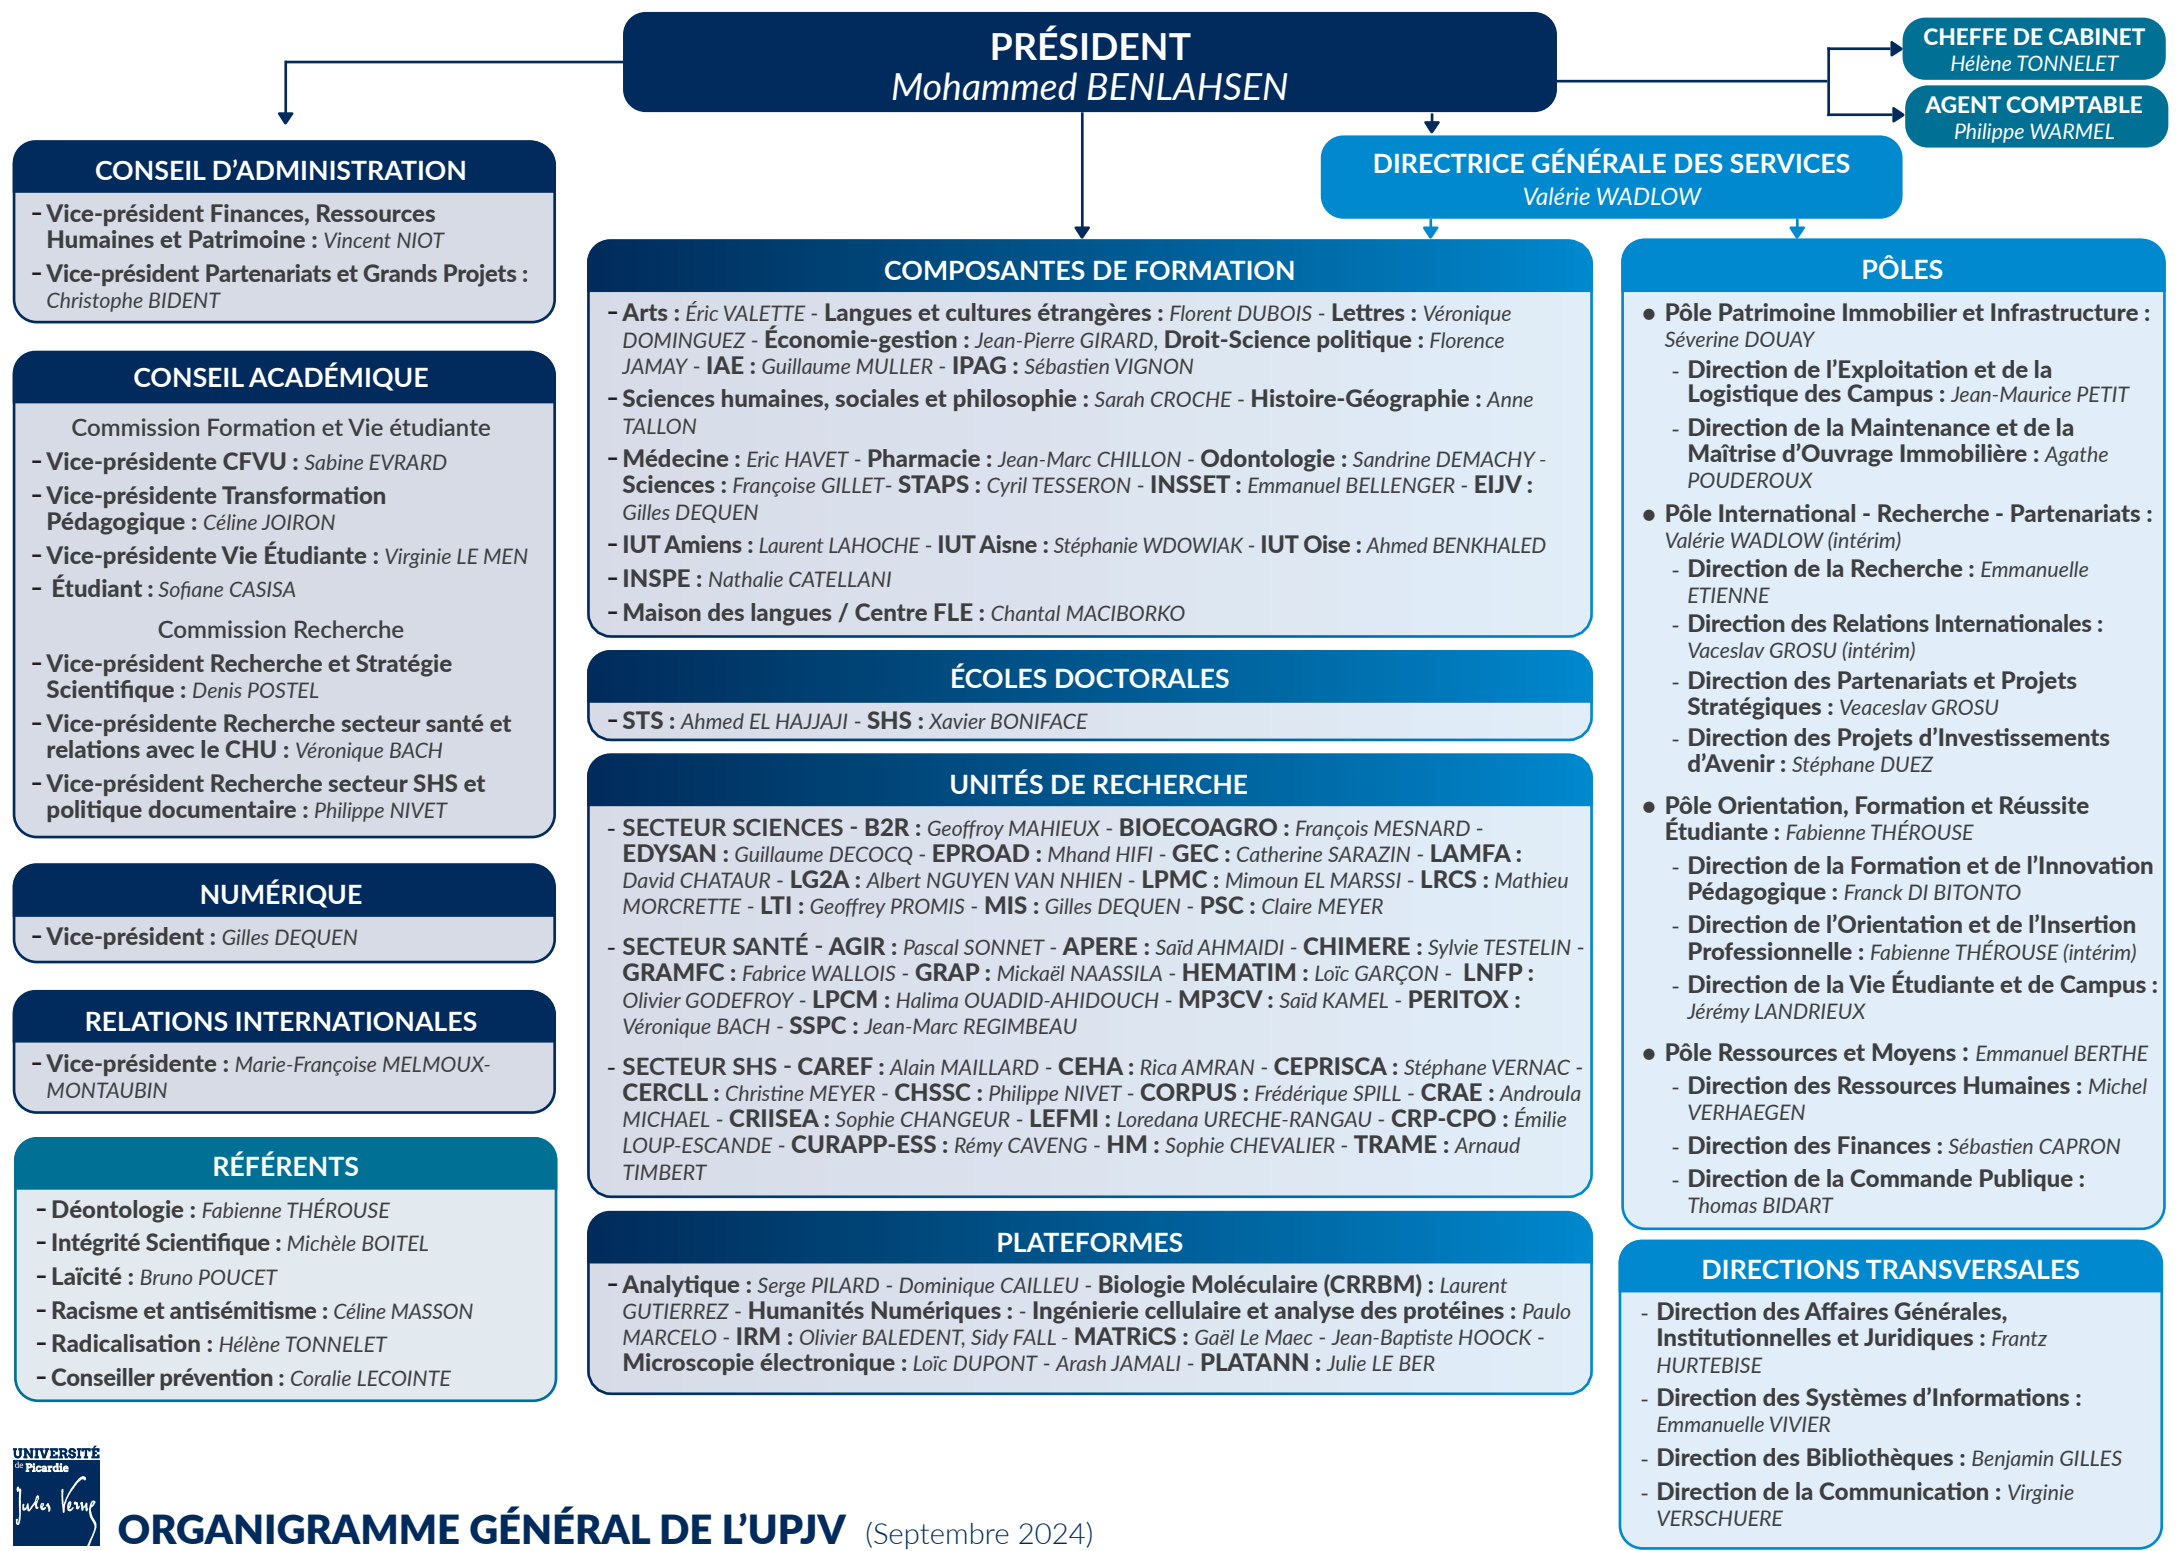 PRÉSIDENT
Mohammed BENLAHSEN
CHEFFE DE CABINET
Hélène TONNELET
AGENT COMPTABLE
Philippe WARMEL
DIRECTRICE GÉNÉRALE DES SERVICES
Valérie WADLOW
CONSEIL D’ADMINISTRATION
- Vice-président Finances, Ressources
Humaines et Patrimoine : Vincent NIOT
- Vice-président Partenariats et Grands Projets :
Christophe BIDENT
CONSEIL ACADÉMIQUE
Commission Formation et Vie étudiante
- Vice-présidente CFVU : Sabine EVRARD
- Vice-présidente Transformation
Pédagogique : Céline JOIRON
- Vice-présidente Vie Étudiante : Virginie LE MEN
- Étudiant : Sofiane CASISA
Commission Recherche
- Vice-président Recherche et Stratégie
Scientifique : Denis POSTEL
- Vice-présidente Recherche secteur santé et
relations avec le CHU : Véronique BACH
- Vice-président Recherche secteur SHS et
politique documentaire : Philippe NIVET
NUMÉRIQUE
- Vice-président : Gilles DEQUEN
RELATIONS INTERNATIONALES
- Vice-présidente : Marie-Françoise MELMOUX-
MONTAUBIN
RÉFÉRENTS
- Déontologie : Fabienne THÉROUSE
- Intégrité Scientifique : Michèle BOITEL
- Laïcité : Bruno POUCET
- Racisme et antisémitisme : Céline MASSON
- Radicalisation : Hélène TONNELET
- Conseiller prévention : Coralie LECOINTE
COMPOSANTES DE FORMATION
- Arts : Éric VALETTE - Langues et cultures étrangères : Florent DUBOIS - Lettres : Véronique
DOMINGUEZ - Économie-gestion : Jean-Pierre GIRARD, Droit-Science politique : Florence
JAMAY - IAE : Guillaume MULLER - IPAG : Sébastien VIGNON
- Sciences humaines, sociales et philosophie : Sarah CROCHE - Histoire-Géographie : Anne
TALLON
- Médecine : Eric HAVET - Pharmacie : Jean-Marc CHILLON - Odontologie : Sandrine DEMACHY -
Sciences : Françoise GILLET- STAPS : Cyril TESSERON - INSSET : Emmanuel BELLENGER - EIJV :
Gilles DEQUEN
- IUT Amiens : Laurent LAHOCHE - IUT Aisne : Stéphanie WDOWIAK - IUT Oise : Ahmed BENKHALED
- INSPE : Nathalie CATELLANI
- Maison des langues / Centre FLE : Chantal MACIBORKO
ÉCOLES DOCTORALES
- STS : Ahmed EL HAJJAJI - SHS : Xavier BONIFACE
UNITÉS DE RECHERCHE
- SECTEUR SCIENCES - B2R : Geoffroy MAHIEUX - BIOECOAGRO : François MESNARD -
EDYSAN : Guillaume DECOCQ - EPROAD : Mhand HIFI - GEC : Catherine SARAZIN - LAMFA :
David CHATAUR - LG2A : Albert NGUYEN VAN NHIEN - LPMC : Mimoun EL MARSSI - LRCS : Mathieu
MORCRETTE - LTI : Geoffrey PROMIS - MIS : Gilles DEQUEN - PSC : Claire MEYER
- SECTEUR SANTÉ - AGIR : Pascal SONNET - APERE : Saïd AHMAIDI - CHIMERE : Sylvie TESTELIN -
GRAMFC : Fabrice WALLOIS - GRAP : Mickaël NAASSILA - HEMATIM : Loïc GARÇON - LNFP :
Olivier GODEFROY - LPCM : Halima OUADID-AHIDOUCH - MP3CV : Saïd KAMEL - PERITOX :
Véronique BACH - SSPC : Jean-Marc REGIMBEAU
- SECTEUR SHS - CAREF : Alain MAILLARD - CEHA : Rica AMRAN - CEPRISCA : Stéphane VERNAC -
CERCLL : Christine MEYER - CHSSC : Philippe NIVET - CORPUS : Frédérique SPILL - CRAE : Androula
MICHAEL - CRIISEA : Sophie CHANGEUR - LEFMI : Loredana URECHE-RANGAU - CRP-CPO : Émilie
LOUP-ESCANDE - CURAPP-ESS : Rémy CAVENG - HM : Sophie CHEVALIER - TRAME : Arnaud
TIMBERT
PLATEFORMES
- Analytique : Serge PILARD - Dominique CAILLEU - Biologie Moléculaire (CRRBM) : Laurent
GUTIERREZ - Humanités Numériques : - Ingénierie cellulaire et analyse des protéines : Paulo
MARCELO - IRM : Olivier BALEDENT, Sidy FALL - MATRiCS : Gaël Le Maec - Jean-Baptiste HOOCK -
Microscopie électronique : Loïc DUPONT - Arash JAMALI - PLATANN : Julie LE BER
PÔLES
● Pôle Patrimoine Immobilier et Infrastructure :
Séverine DOUAY
- Direction de l’Exploitation et de la
Logistique des Campus : Jean-Maurice PETIT
- Direction de la Maintenance et de la
Maîtrise d’Ouvrage Immobilière : Agathe
POUDEROUX
● Pôle International - Recherche - Partenariats :
Valérie WADLOW (intérim)
- Direction de la Recherche : Emmanuelle
ETIENNE
- Direction des Relations Internationales :
Vaceslav GROSU (intérim)
- Direction des Partenariats et Projets
Stratégiques : Veaceslav GROSU
- Direction des Projets d’Investissements
d’Avenir : Stéphane DUEZ
● Pôle Orientation, Formation et Réussite
Étudiante : Fabienne THÉROUSE
- Direction de la Formation et de l’Innovation
Pédagogique : Franck DI BITONTO
- Direction de l’Orientation et de l’Insertion
Professionnelle : Fabienne THÉROUSE (intérim)
- Direction de la Vie Étudiante et de Campus :
Jérémy LANDRIEUX
● Pôle Ressources et Moyens : Emmanuel BERTHE
- Direction des Ressources Humaines : Michel
VERHAEGEN
- Direction des Finances : Sébastien CAPRON
- Direction de la Commande Publique :
Thomas BIDART
DIRECTIONS TRANSVERSALES
- Direction des Affaires Générales,
Institutionnelles et Juridiques : Frantz
HURTEBISE
- Direction des Systèmes d’Informations :
Emmanuelle VIVIER
- Direction des Bibliothèques : Benjamin GILLES
- Direction de la Communication : Virginie
VERSCHUERE
UNIVERSITÉ
de Picardie
Jules Verne
ORGANIGRAMME GÉNÉRAL DE L’UPJV (Septembre 2024)